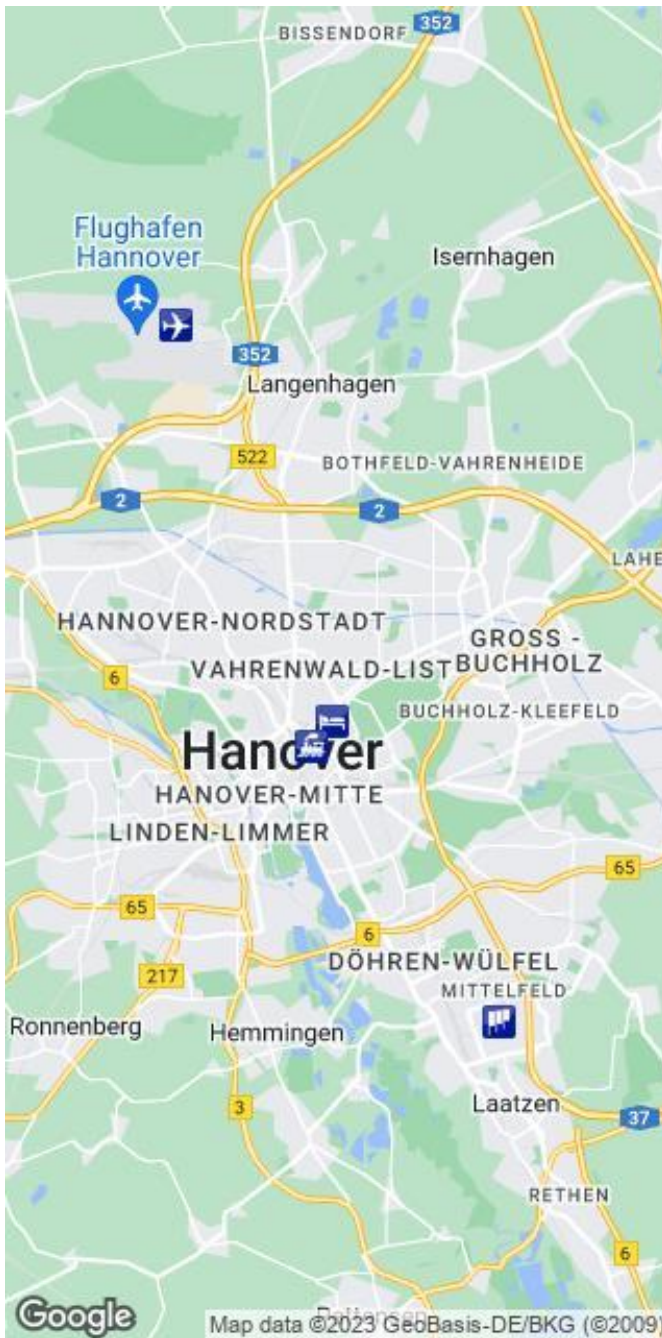 352
BISSENDORF
Flughafen
Hannover
Isernhagen
352
Langenhagen
522
BOTHFELD-VAHRENHEIDE
2
2
LAHE
HANNOVER-NORDSTADT
GROSS -
BUCHHOLZ
VAHRENWALD-LIST
6
BUCHHOLZ-KLEEFELD
Hanover
HANOVER-MITTE
LINDEN-LIMMER
65
65
6
DÖHREN-WÜLFEL
217
MITTELFELD
Ronnenberg
Hemmingen
3
Laatzen
37
RETHEN
6
Google
Map data ©2023 GeoBasis-DE/BKG (©2009)